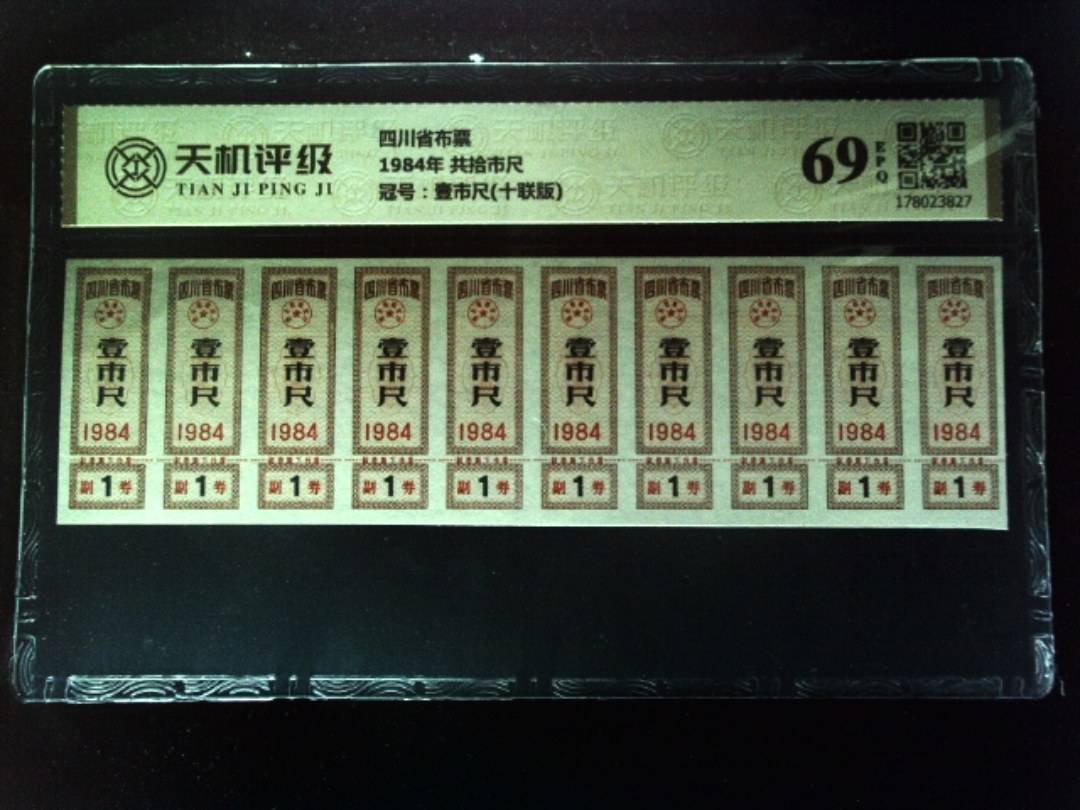 天机评级
TIAN JI PING JI
四川省布票
1984年 共拾市尺
冠号：壹市尺(十联版)
69
EPQ
178023827
四川省布票 四川省布票 四川省布票 四川省布票 四川省布票 四川省布票 四川省布票 四川省布票 四川省布票 四川省布票
壹市尺 壹市尺 壹市尺 壹市尺 壹市尺 壹市尺 壹市尺 壹市尺 壹市尺 壹市尺
1984 1984 1984 1984 1984 1984 1984 1984 1984 1984
副1券 副1券 副1券 副1券 副1券 副1券 副1券 副1券 副1券 副1券